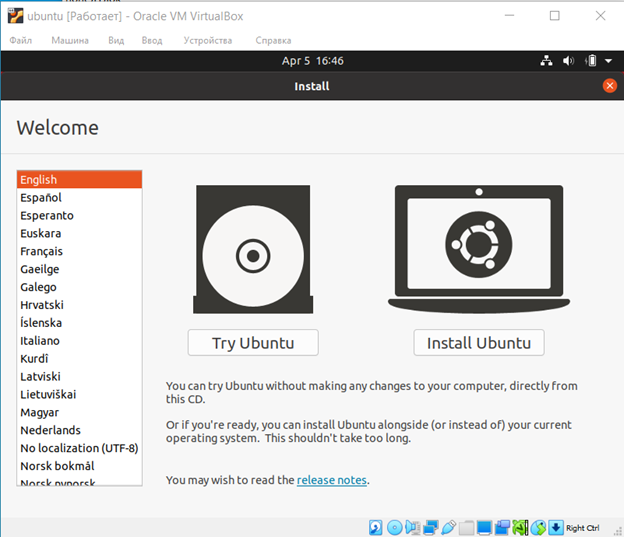 ubuntu [Работает] - Oracle VM VirtualBox
Файл Машина Вид Ввод Устройства Справка
Apr 5 16:46
Install
Welcome
English
Español
Esperanto
Euskara
Français
Gaeilge
Galego
Hrvatski
Íslenska
Italiano
Kurdî
Latviski
Lietuviškai
Magyar
Nederlands
No localization (UTF-8)
Norsk bokmål
Norsk nynorsk
Try Ubuntu
Install Ubuntu
You can try Ubuntu without making any changes to your computer, directly from
this CD.
Or if you're ready, you can install Ubuntu alongside (or instead of) your current
operating system. This shouldn't take too long.
You may wish to read the release notes.
Right Ctrl